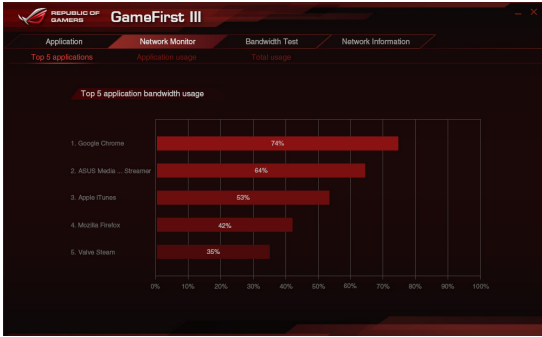 REPUBLIC OF
GAMERS
GameFirst III
Application Network Monitor Bandwidth Test Network Information
Top 5 applications Application usage Total usage
Top 5 application bandwidth usage
1. Google Chrome 74%
2. ASUS Media ... Streamer 64%
3. Apple iTunes 53%
4. Mozilla Firefox 42%
5. Valve Steam 35%
0% 10% 20% 30% 40% 50% 60% 70% 80% 90% 100%